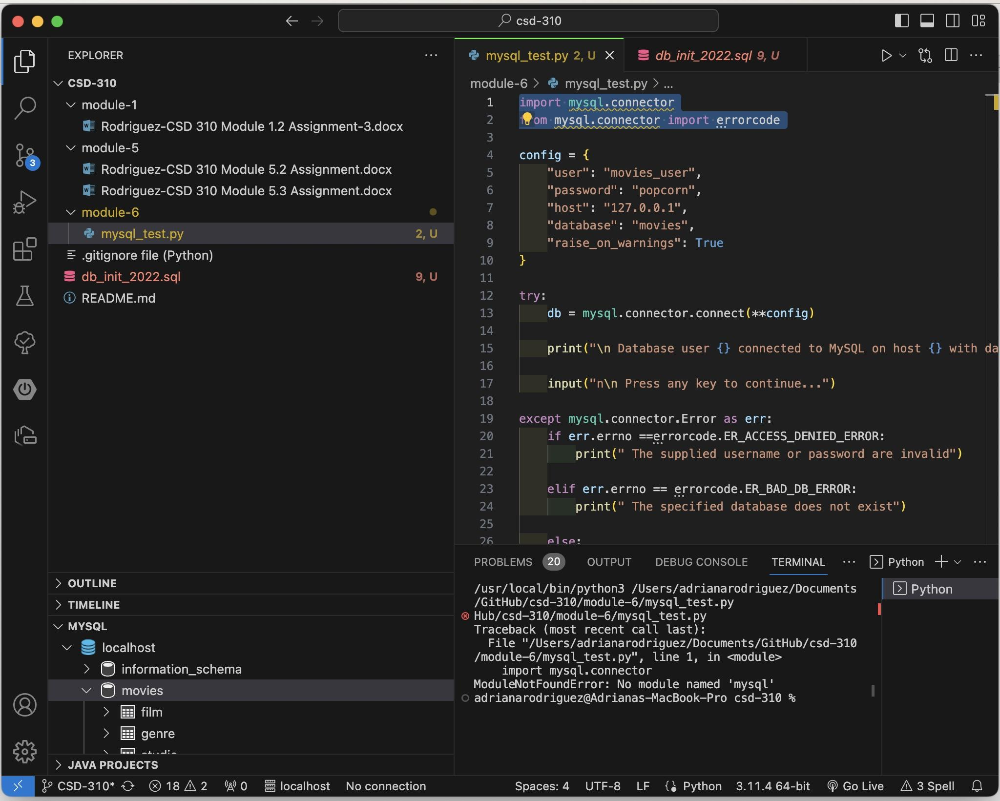 csd-310
EXPLORER
CSD-310
module-1
Rodriguez-CSD 310 Module 1.2 Assignment-3.docx
module-5
Rodriguez-CSD 310 Module 5.2 Assignment.docx
Rodriguez-CSD 310 Module 5.3 Assignment.docx
module-6
mysql_test.py 2, U
.gitignore file (Python)
db_init_2022.sql 9, U
README.md
OUTLINE
TIMELINE
MYSQL
localhost
information_schema
movies
film
genre
JAVA PROJECTS
3
mysql_test.py 2, U
db_init_2022.sql 9, U
module-6 > mysql_test.py > ...
1 import mysql.connector
2 from mysql.connector import errorcode
3
4 config = {
5 "user": "movies_user",
6 "password": "popcorn",
7 "host": "127.0.0.1",
8 "database": "movies",
9 "raise_on_warnings": True
10 }
11
12 try:
13 db = mysql.connector.connect(**config)
14
15 print("\n Database user {} connected to MySQL on host {} with da
16
17 input("n\n Press any key to continue...")
18
19 except mysql.connector.Error as err:
20 if err.errno ==errorcode.ER_ACCESS_DENIED_ERROR:
21 print(" The supplied username or password are invalid")
22
23 elif err.errno == errorcode.ER_BAD_DB_ERROR:
24 print(" The specified database does not exist")
25
26 else:
PROBLEMS 20 OUTPUT DEBUG CONSOLE TERMINAL Python
Python
/usr/local/bin/python3 /Users/adrianarodriguez/Documents
/GitHub/csd-310/module-6/mysql_test.py
Hub/csd-310/module-6/mysql_test.py
Traceback (most recent call last):
File "/Users/adrianarodriguez/Documents/GitHub/csd-310
/module-6/mysql_test.py", line 1, in <module>
import mysql.connector
ModuleNotFoundError: No module named 'mysql'
adrianarodriguez@Adrianas-MacBook-Pro csd-310 %
CSD-310* 18 2 0 localhost No connection Spaces: 4 UTF-8 LF Python 3.11.4 64-bit Go Live 3 Spell